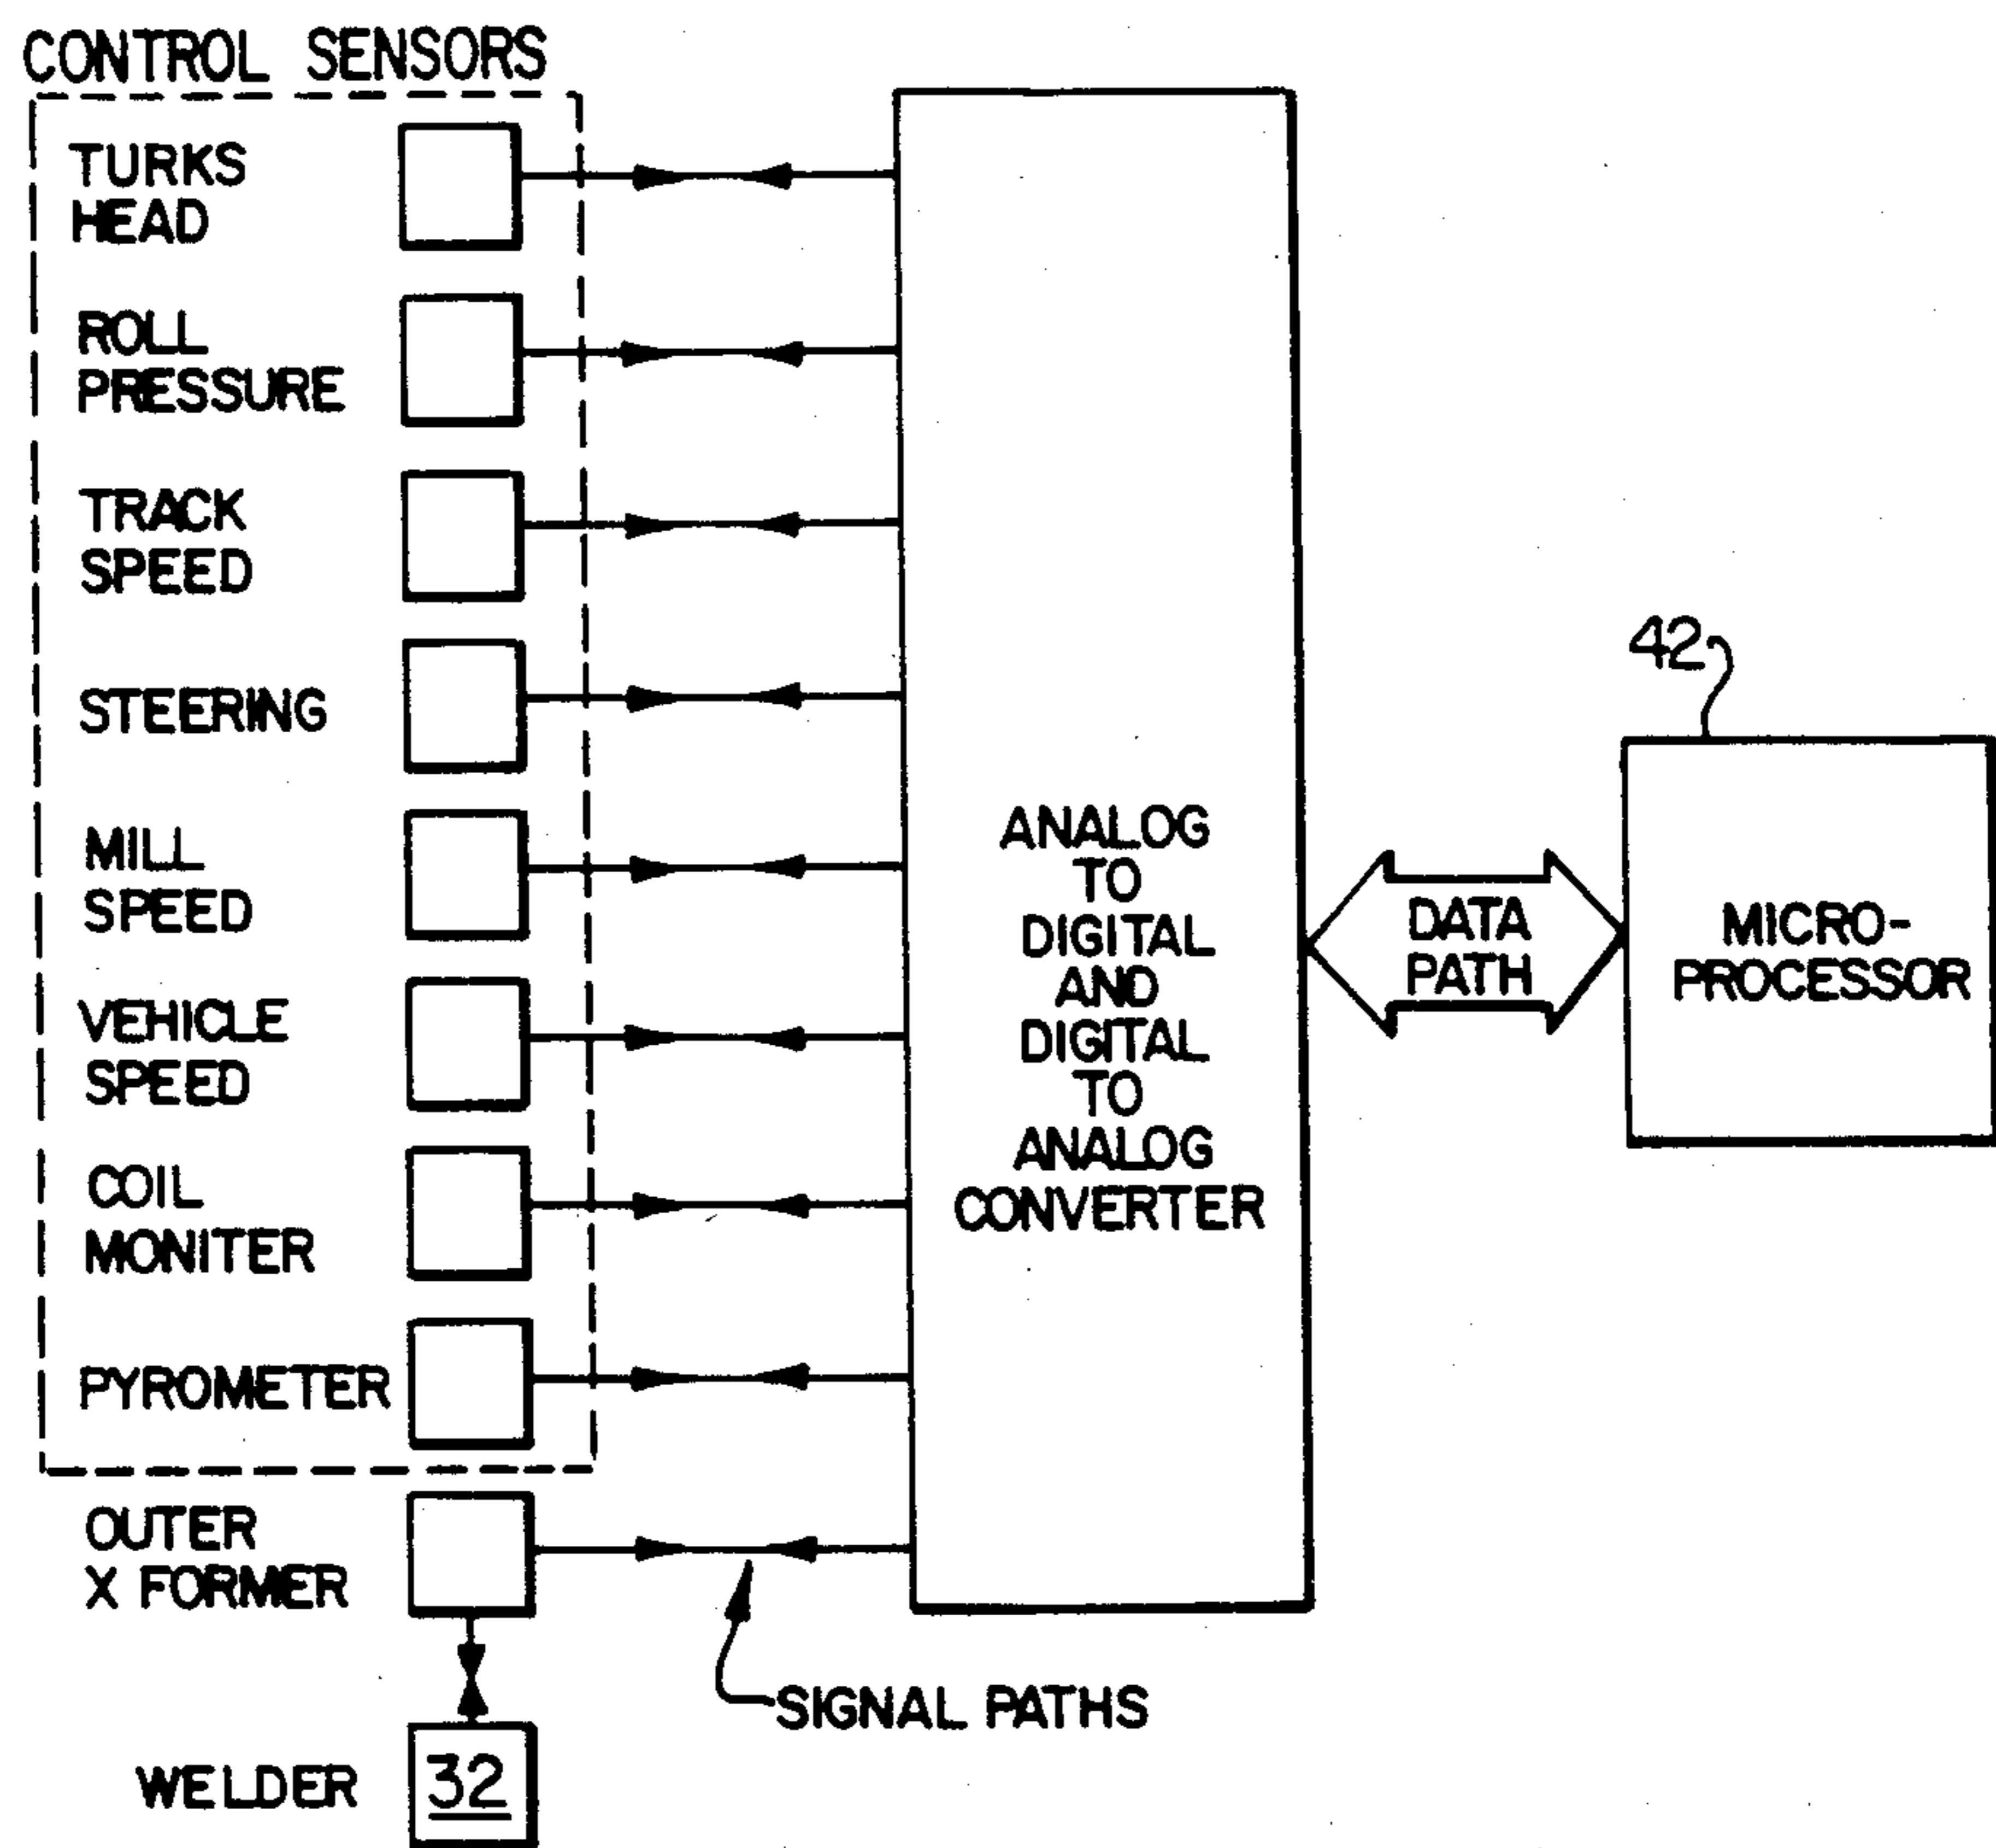 CONTROL SENSORS
TURKS
HEAD
ROLL
PRESSURE
TRACK
SPEED
STEERING
MILL
SPEED
VEHICLE
SPEED
COIL
MONITER
PYROMETER
OUTER
X FORMER
WELDER
32
SIGNAL PATHS
ANALOG
TO
DIGITAL
AND
DIGITAL
TO
ANALOG
CONVERTER
DATA
PATH
42
MICRO-
PROCESSOR